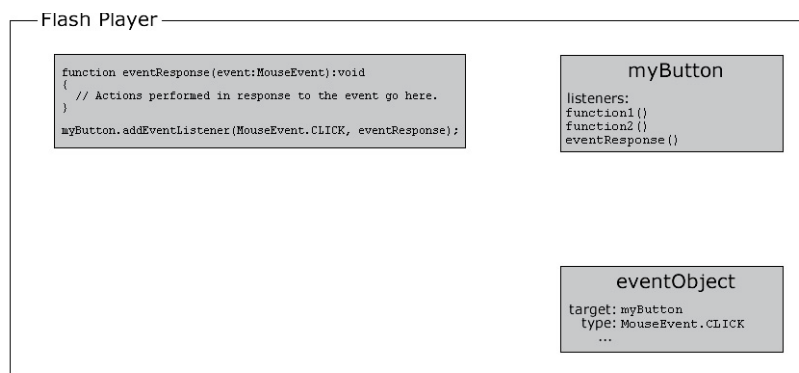 Flash Player
function eventResponse(event:MouseEvent):void
{
// Actions performed in response to the event go here.
}
myButton.addEventListener(MouseEvent.CLICK, eventResponse);
myButton
listeners:
function1()
function2()
eventResponse()
eventObject
target: myButton
type: MouseEvent.CLICK
...